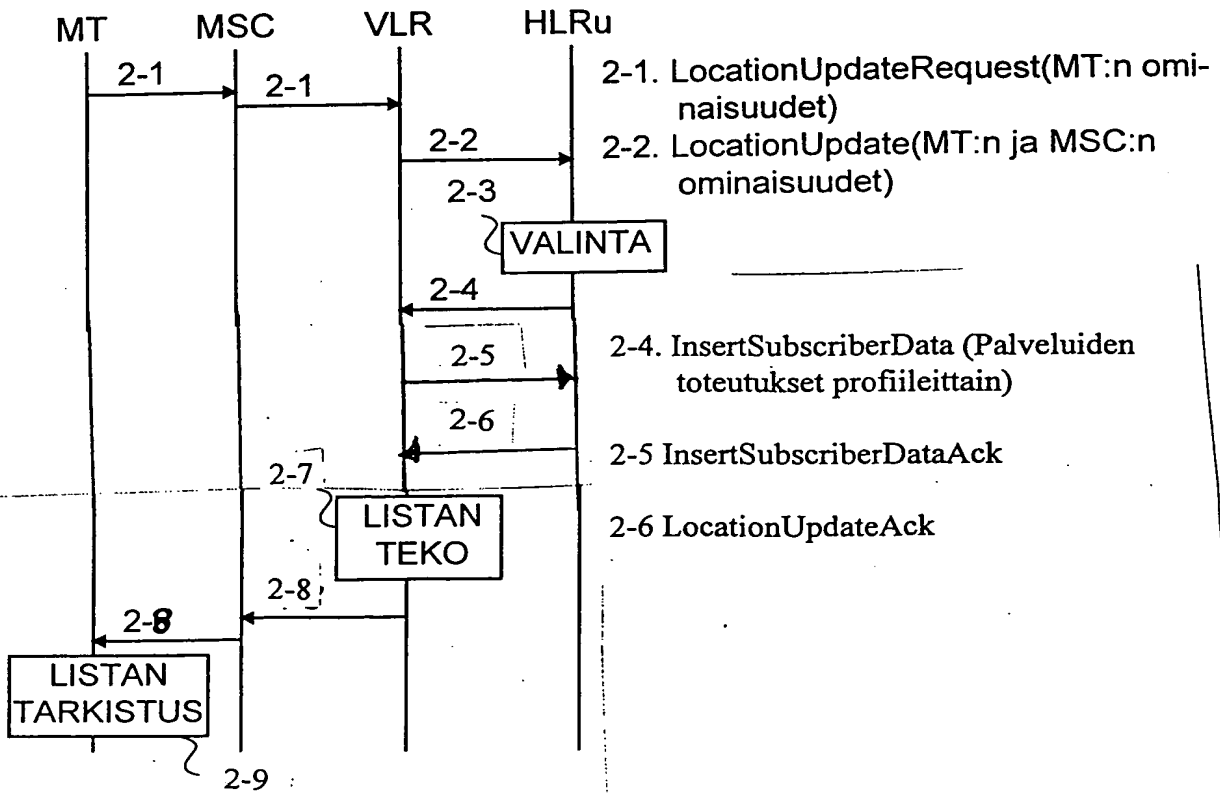 MT MSC VLR HLRu
2-1 2-1
2-1. LocationUpdateRequest(MT:n omi-
naisuudet)
2-2
2-2. LocationUpdate(MT:n ja MSC:n
ominaisuudet)
2-3
VALINTA
2-4
2-4. InsertSubscriberData (Palveluiden
toteutukset profiileittain)
2-5
2-6
2-5 InsertSubscriberDataAck
2-7
LISTAN
TEKO
2-6 LocationUpdateAck
2-8
2-8
LISTAN
TARKISTUS
2-9